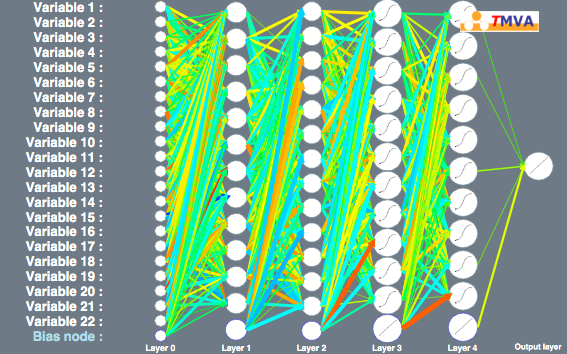 Variable 1 :
Variable 2 :
Variable 3 :
Variable 4 :
Variable 5 :
Variable 6 :
Variable 7 :
Variable 8 :
Variable 9 :
Variable 10 :
Variable 11 :
Variable 12 :
Variable 13 :
Variable 14 :
Variable 15 :
Variable 16 :
Variable 17 :
Variable 18 :
Variable 19 :
Variable 20 :
Variable 21 :
Variable 22 :
Bias node :
TMVA
Layer 0 Layer 1 Layer 2 Layer 3 Layer 4 Output layer